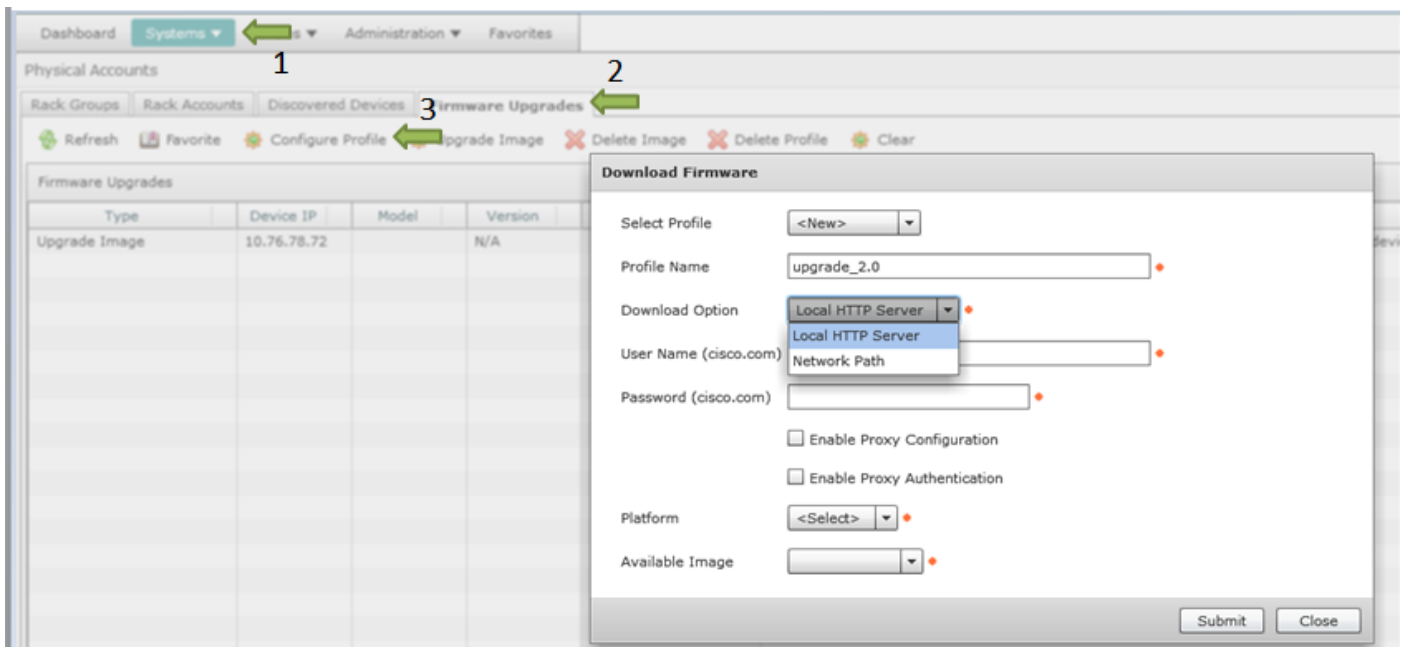 Dashboard Systems s Administration Favorites
1
Physical Accounts
2
Rack Groups Rack Accounts Discovered Devices Firmware Upgrades
3
Refresh Favorite Configure Profile Upgrade Image Delete Image Delete Profile Clear
Firmware Upgrades
Type Device IP Model Version
Upgrade Image 10.76.78.72 N/A devi
Download Firmware
Select Profile <New>
Profile Name upgrade_2.0
Download Option Local HTTP Server
Local HTTP Server
Network Path
User Name (cisco.com)
Password (cisco.com)
Enable Proxy Configuration
Enable Proxy Authentication
Platform <Select>
Available Image
Submit Close